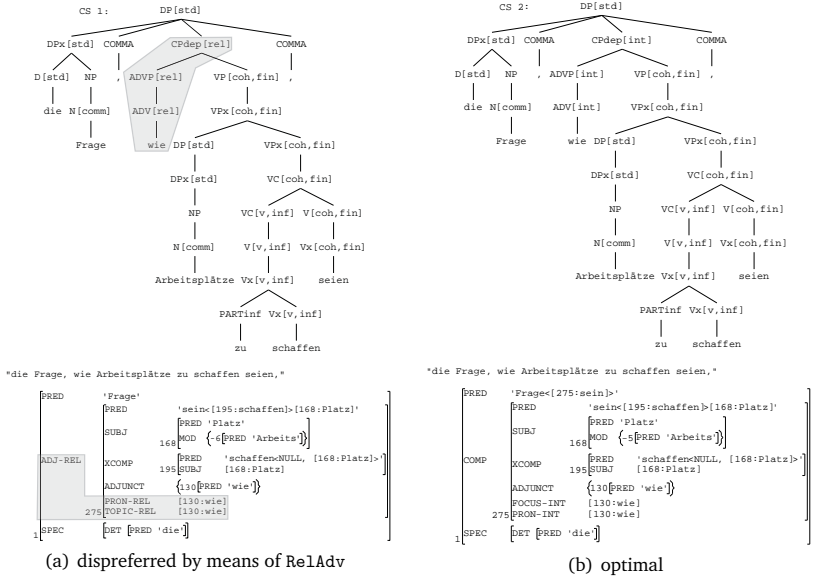 CS 1: DP[std]
DPx[std] COMMA CPdep[rel] COMMA
D[std] NP , ADVP[rel] VP[coh,fin] ,
die N[comm] ADV[rel] VPx[coh,fin]
Frage wie DP[std] VPx[coh,fin]
DPx[std] VC[coh,fin]
NP VC[v,inf] V[coh,fin]
N[comm] V[v,inf] Vx[coh,fin]
Arbeitsplätze Vx[v,inf] seien
PARTinf Vx[v,inf]
zu schaffen
"die Frage, wie Arbeitsplätze zu schaffen seien,"
PRED 'Frage'
PRED 'sein<[195:schaffen]>[168:Platz]'
PRED 'Platz'
SUBJ
168 MOD {-6[PRED 'Arbeits']}
ADJ-REL PRED 'schaffen<NULL, [168:Platz]>'
XCOMP
195 SUBJ [168:Platz]
ADJUNCT {130[PRED 'wie']}
PRON-REL [130:wie]
275 TOPIC-REL [130:wie]
1 SPEC [DET [PRED 'die']]
(a) dispreferred by means of RelAdv
CS 2: DP[std]
DPx[std] COMMA CPdep[int] COMMA
D[std] NP , ADVP[int] VP[coh,fin] ,
die N[comm] ADV[int] VPx[coh,fin]
Frage wie DP[std] VPx[coh,fin]
DPx[std] VC[coh,fin]
NP VC[v,inf] V[coh,fin]
N[comm] V[v,inf] Vx[coh,fin]
Arbeitsplätze Vx[v,inf] seien
PARTinf Vx[v,inf]
zu schaffen
"die Frage, wie Arbeitsplätze zu schaffen seien,"
PRED 'Frage<[275:sein]>'
PRED 'sein<[195:schaffen]>[168:Platz]'
PRED 'Platz'
SUBJ
168 MOD {-5[PRED 'Arbeits']}
COMP PRED 'schaffen<NULL, [168:Platz]>'
XCOMP
195 SUBJ [168:Platz]
ADJUNCT {130[PRED 'wie']}
FOCUS-INT [130:wie]
275 PRON-INT [130:wie]
1 SPEC [DET [PRED 'die']]
(b) optimal